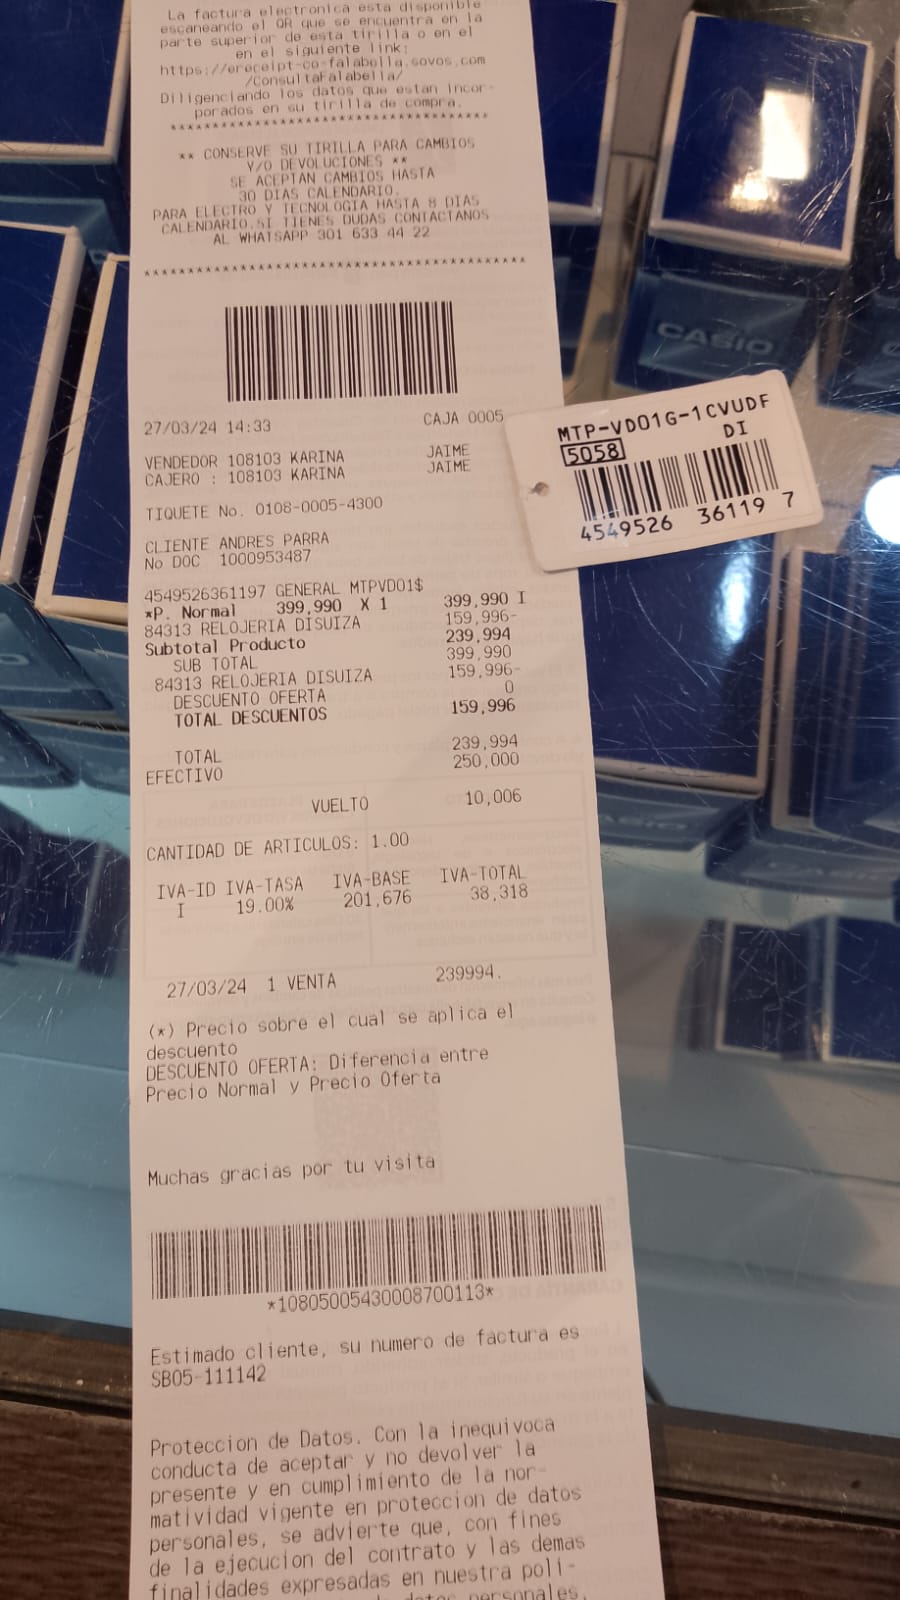 La factura electronica esta disponible
escaneando el QR que se encuentra en la
parte superior de esta tirilla o en el
en el siguiente link:
https://ereceipt-co-falabella.sovos.com
/ConsultaFalabella/
Diligenciando los datos que estan incor-
porados en su tirilla de compra.
** CONSERVE SU TIRILLA PARA CAMBIOS
Y/O DEVOLUCIONES **
SE ACEPTAN CAMBIOS HASTA
30 DIAS CALENDARIO.
PARA ELECTRO Y TECNOLOGIA HASTA 8 DIAS
CALENDARIO.SI TIENES DUDAS CONTACTANOS
AL WHATSAPP 301 633 44 22
CASIO
27/03/24 14:33 CAJA 0005
VENDEDOR 108103 KARINA JAIME
CAJERO : 108103 KARINA JAIME
TIQUETE No. 0108-0005-4300
CLIENTE ANDRES PARRA
No DOC 1000953487
MTP-VD01G-1CVUDF
DI
5058
4549526 36119 7
4549526361197 GENERAL MTPVD01$
*P. Normal 399,990 X 1 399,990 I
84313 RELOJERIA DISUIZA 159,996-
Subtotal Producto 239,994
SUB TOTAL 399,990
84313 RELOJERIA DISUIZA 159,996-
DESCUENTO OFERTA 0
TOTAL DESCUENTOS 159,996
TOTAL 239,994
EFECTIVO 250,000
VUELTO 10,006
CANTIDAD DE ARTICULOS: 1.00
IVA-ID IVA-TASA IVA-BASE IVA-TOTAL
I 19.00% 201,676 38,318
27/03/24 1 VENTA 239994.
(*) Precio sobre el cual se aplica el
descuento
DESCUENTO OFERTA: Diferencia entre
Precio Normal y Precio Oferta
Muchas gracias por tu visita
*10805005430008700113*
Estimado cliente, su numero de factura es
SB05-111142
Proteccion de Datos. Con la inequivoca
conducta de aceptar y no devolver la
presente y en cumplimiento de la nor-
matividad vigente en proteccion de datos
personales, se advierte que, con fines
de la ejecucion del contrato y las demas
finalidades expresadas en nuestra poli-
datos personales,